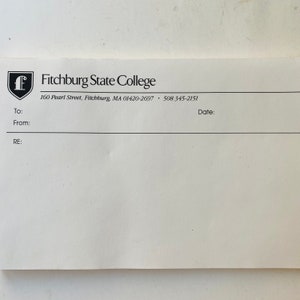 f
Fitchburg State College
160 Pearl Street, Fitchburg, MA 01420-2697 • 508 345-2151
To: Date:
From:
RE: